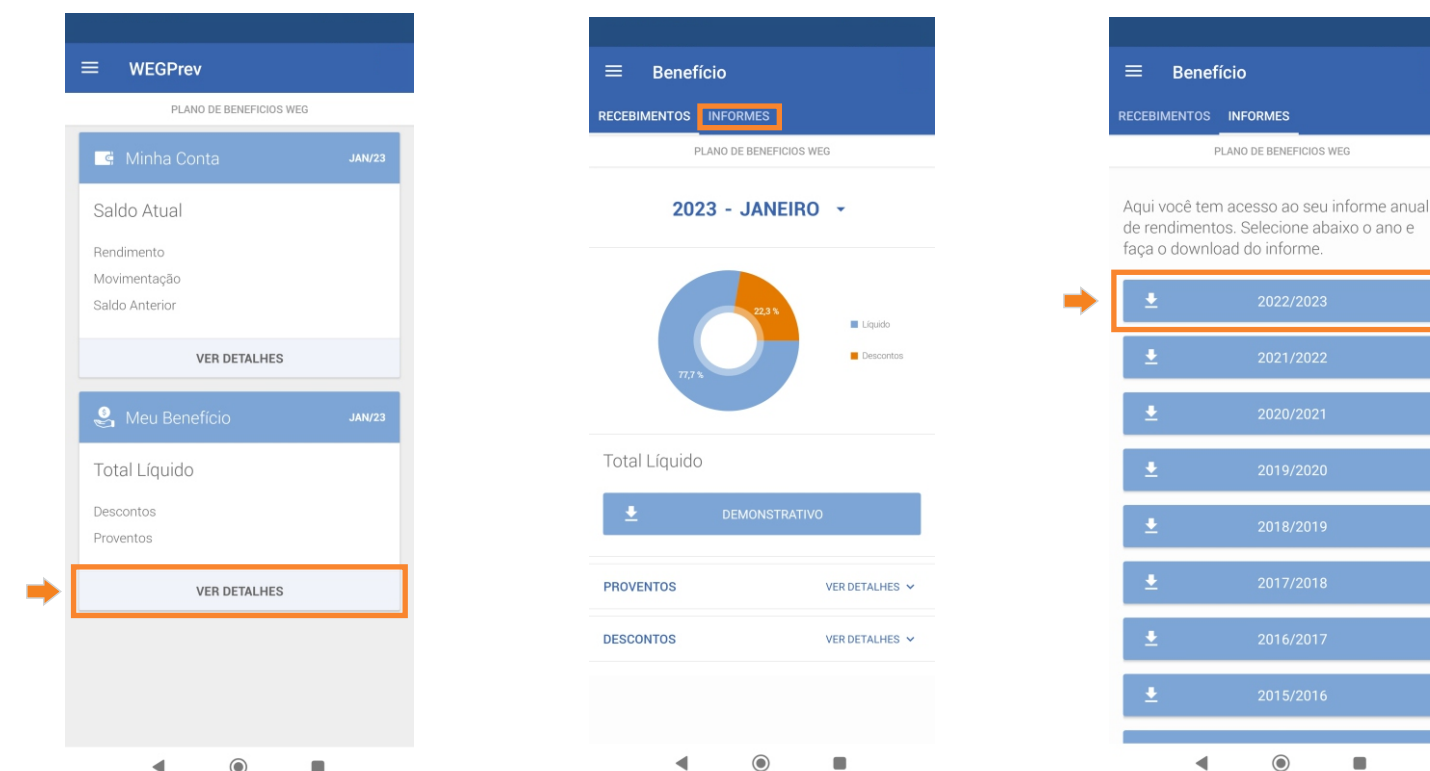 WEGPrev
PLANO DE BENEFICIOS WEG
Minha Conta JAN/23
Saldo Atual
Rendimento
Movimentação
Saldo Anterior
VER DETALHES
Meu Benefício JAN/23
Total Líquido
Descontos
Proventos
VER DETALHES
Benefício
RECEBIMENTOS INFORMES
PLANO DE BENEFICIOS WEG
2023 - JANEIRO
22,3 %
77,7 %
Líquido
Descontos
Total Líquido
DEMONSTRATIVO
PROVENTOS VER DETALHES
DESCONTOS VER DETALHES
Benefício
RECEBIMENTOS INFORMES
PLANO DE BENEFICIOS WEG
Aqui você tem acesso ao seu informe anual
de rendimentos. Selecione abaixo o ano e
faça o download do informe.
2022/2023
2021/2022
2020/2021
2019/2020
2018/2019
2017/2018
2016/2017
2015/2016